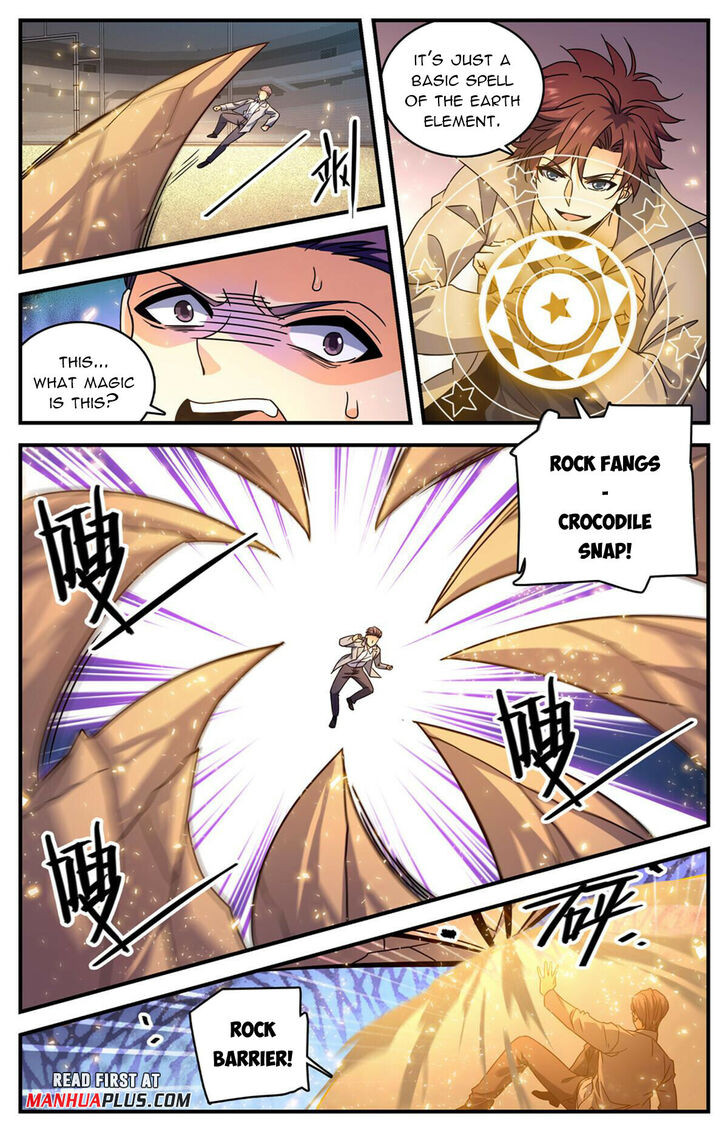 IT'S JUST A
BASIC SPELL
OF THE EARTH
ELEMENT.
THIS...
WHAT MAGIC
IS THIS?
ROCK FANGS
-
CROCODILE
SNAP!
嗖
嗖
嗖
砰
ROCK
BARRIER!
READ FIRST AT
MANHUAPLUS.COM